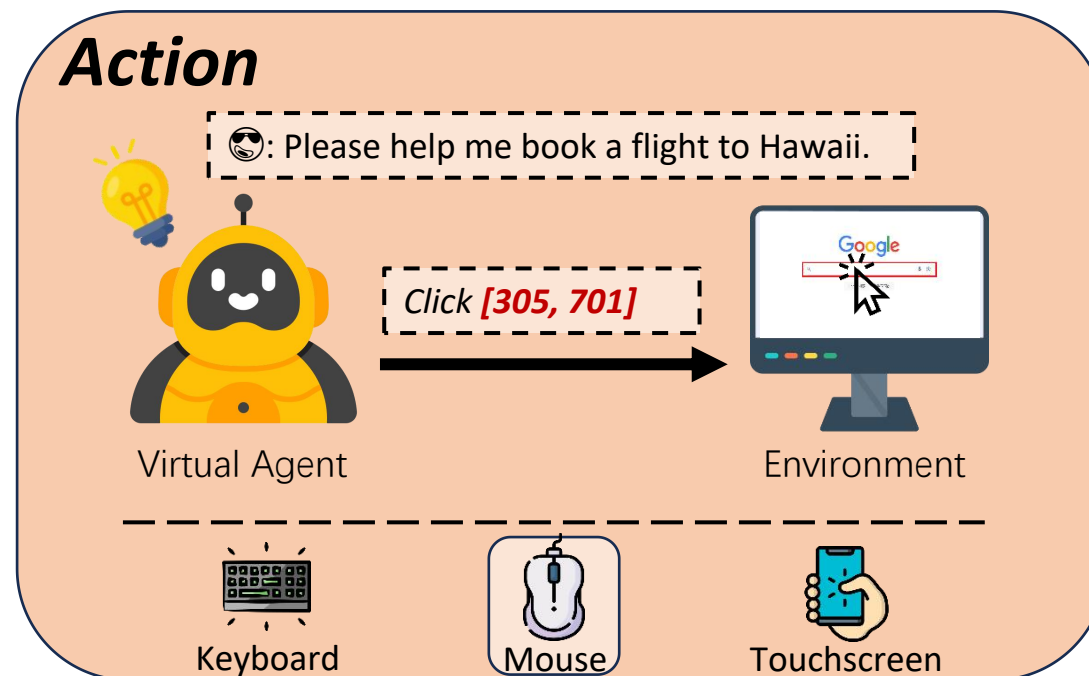 Action
😎: Please help me book a flight to Hawaii.
Google
Click [305, 701]
Virtual Agent
Environment
Keyboard
Mouse
Touchscreen